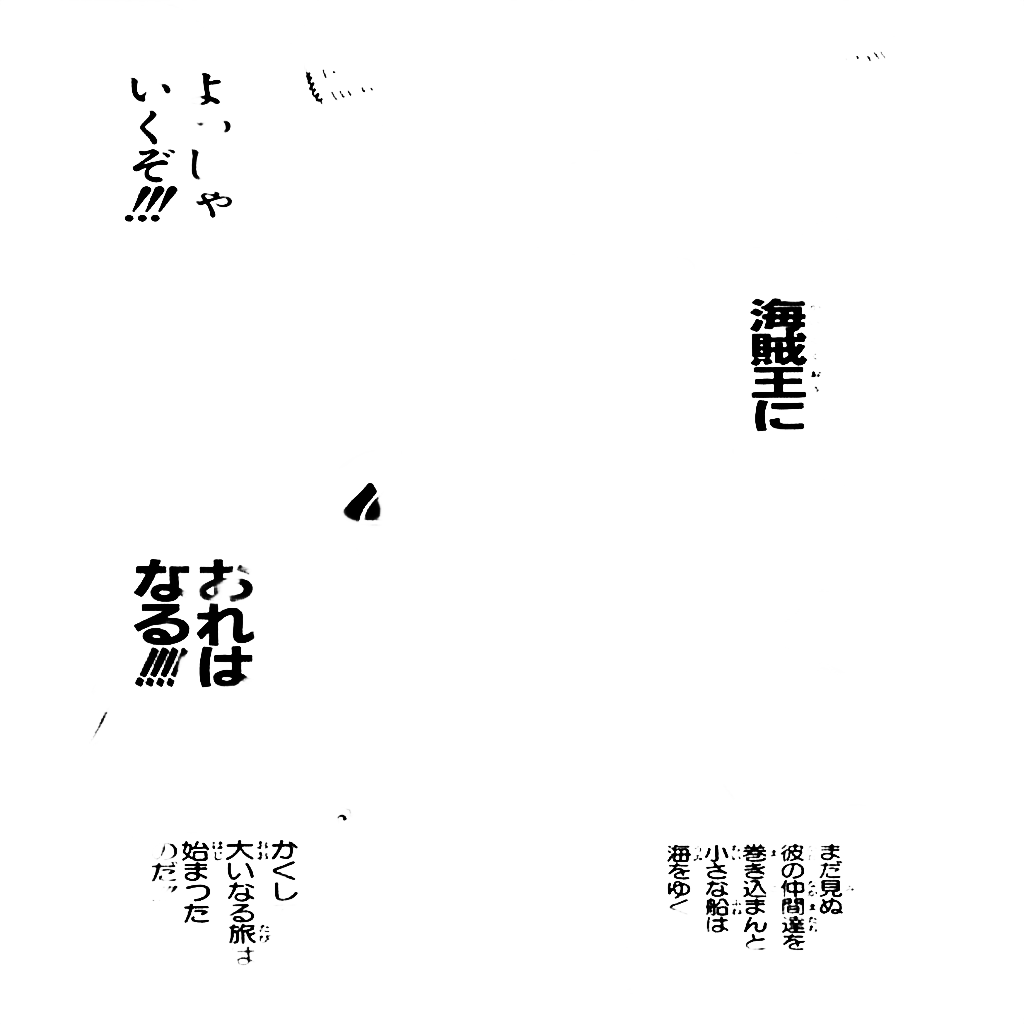 海賊王に
よっしゃ
いくぞ!!!
おれは
なる!!!!
まだ見ぬ
彼の仲間達を
巻き込まんと
小さな船は
海をゆく
かくし
大いなる旅は
始まった
のだ